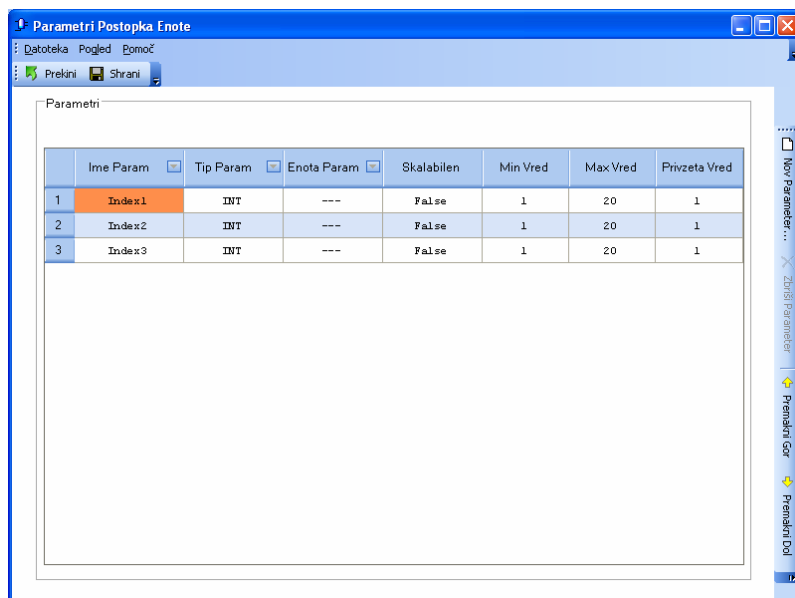 Parametri Postopka Enote
Datoteka Pogled Pomoč
Prekini Shrani
Parametri
Ime Param Tip Param Enota Param Skalabilen Min Vred Max Vred Privzeta Vred
1 Index1 INT --- False 1 20 1
2 Index2 INT --- False 1 20 1
3 Index3 INT --- False 1 20 1
Nov Parameter...
Zbriši Parameter
Premakni Gor
Premakni Dol